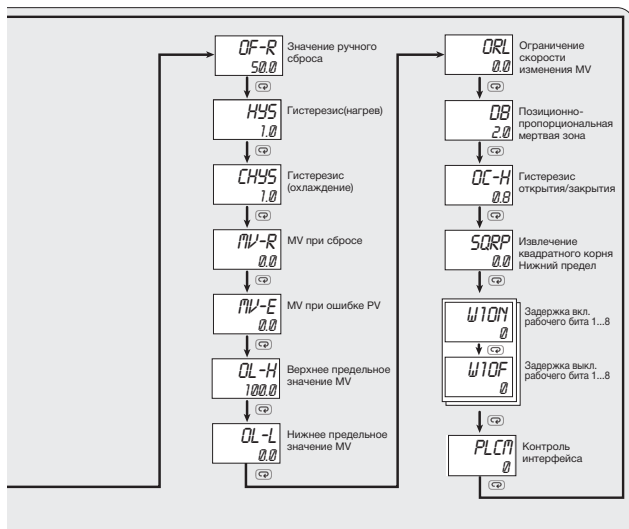 OF-R
50.0
Значение ручного
сброса
HYS
1.0
Гистерезис(нагрев)
CHYS
1.0
Гистерезис
(охлаждение)
MV-R
0.0
MV при сбросе
MV-E
0.0
MV при ошибке PV
OL-H
100.0
Верхнее предельное
значение MV
OL-L
0.0
Нижнее предельное
значение MV
ORL
0.0
Ограничение
скорости
изменения MV
DB
2.0
Позиционно-
пропорциональная
мертвая зона
OC-H
0.8
Гистерезис
открытия/закрытия
SQRP
0.0
Извлечение
квадратного корня
Нижний предел
W1ON
0
Задержка вкл.
рабочего бита 1...8
W1OF
0
Задержка выкл.
рабочего бита 1...8
PLCM
0
Контроль
интерфейса